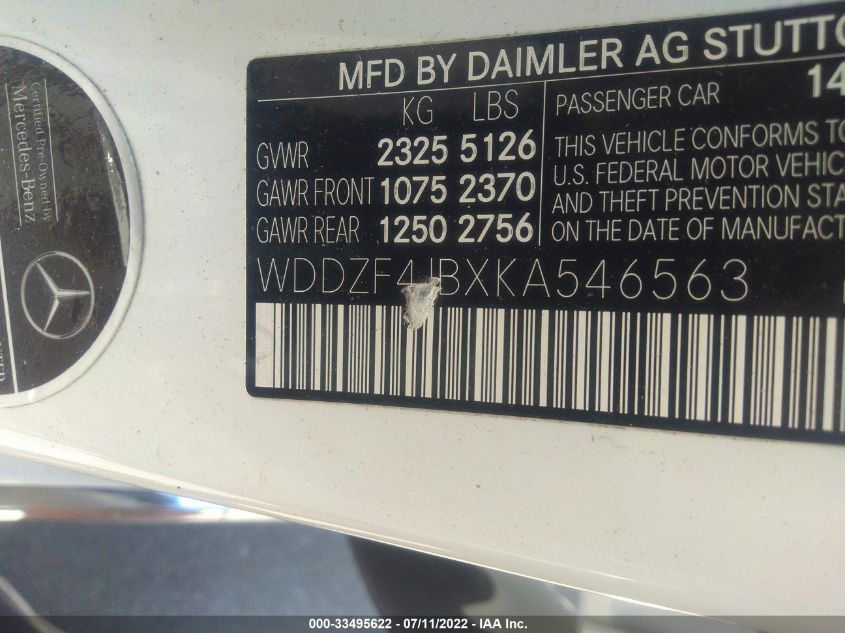 Certified Pre-Owned by
Mercedes-Benz
MFD BY DAIMLER AG STUTTG
KG LBS
PASSENGER CAR 14
GVWR 2325 5126
GAWR FRONT 1075 2370
GAWR REAR 1250 2756
THIS VEHICLE CONFORMS TO
U.S. FEDERAL MOTOR VEHIC
AND THEFT PREVENTION STA
ON THE DATE OF MANUFACT
WDDZF4JBXKA546563
000-33495622 - 07/11/2022 - IAA Inc.